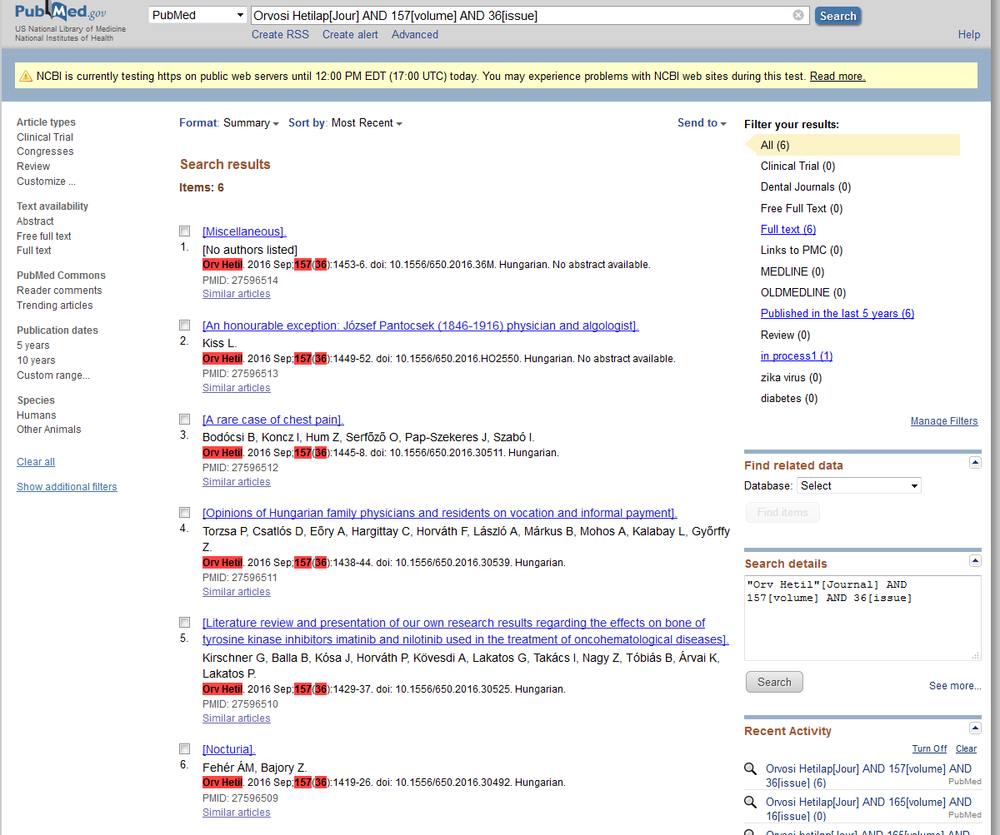 PubMed.gov
US National Library of Medicine
National Institutes of Health
PubMed
Orvosi Hetilap[Jour] AND 157[volume] AND 36[issue]
Search
Create RSS Create alert Advanced
Help
NCBI is currently testing https on public web servers until 12:00 PM EDT (17:00 UTC) today. You may experience problems with NCBI web sites during this test. Read more.
Article types
Clinical Trial
Congresses
Review
Customize ...
Text availability
Abstract
Free full text
Full text
PubMed Commons
Reader comments
Trending articles
Publication dates
5 years
10 years
Custom range...
Species
Humans
Other Animals
Clear all
Show additional filters
Format: Summary Sort by: Most Recent
Send to
Search results
Items: 6
[Miscellaneous].
1. [No authors listed]
Orv Hetil. 2016 Sep;157(36):1453-6. doi: 10.1556/650.2016.36M. Hungarian. No abstract available.
PMID: 27596514
Similar articles
[An honourable exception: József Pantocsek (1846-1916) physician and algologist].
2. Kiss L.
Orv Hetil. 2016 Sep;157(36):1449-52. doi: 10.1556/650.2016.HO2550. Hungarian. No abstract available.
PMID: 27596513
Similar articles
[A rare case of chest pain].
3. Bodócsi B, Koncz I, Hum Z, Serfőző O, Pap-Szekeres J, Szabó I.
Orv Hetil. 2016 Sep;157(36):1445-8. doi: 10.1556/650.2016.30511. Hungarian.
PMID: 27596512
Similar articles
[Opinions of Hungarian family physicians and residents on vocation and informal payment].
4. Torzsa P, Csatlós D, Eőry A, Hargittay C, Horváth F, László A, Márkus B, Mohos A, Kalabay L, Győrffy
Z.
Orv Hetil. 2016 Sep;157(36):1438-44. doi: 10.1556/650.2016.30539. Hungarian.
PMID: 27596511
Similar articles
[Literature review and presentation of our own research results regarding the effects on bone of
5. tyrosine kinase inhibitors imatinib and nilotinib used in the treatment of oncohematological diseases].
Kirschner G, Balla B, Kósa J, Horváth P, Kövesdi A, Lakatos G, Takács I, Nagy Z, Tóbiás B, Árvai K,
Lakatos P.
Orv Hetil. 2016 Sep;157(36):1429-37. doi: 10.1556/650.2016.30525. Hungarian.
PMID: 27596510
Similar articles
[Nocturia].
6. Fehér ÁM, Bajory Z.
Orv Hetil. 2016 Sep;157(36):1419-26. doi: 10.1556/650.2016.30492. Hungarian.
PMID: 27596509
Similar articles
Filter your results:
All (6)
Clinical Trial (0)
Dental Journals (0)
Free Full Text (0)
Full text (6)
Links to PMC (0)
MEDLINE (0)
OLDMEDLINE (0)
Published in the last 5 years (6)
Review (0)
in process1 (1)
zika virus (0)
diabetes (0)
Manage Filters
Find related data
Database: Select
Find items
Search details
"Orv Hetil"[Journal] AND
157[volume] AND 36[issue]
Search
See more...
Recent Activity
Turn Off Clear
Orvosi Hetilap[Jour] AND 157[volume] AND
36[issue] (6)
PubMed
Orvosi Hetilap[Jour] AND 165[volume] AND
16[issue] (0)
PubMed
Orvosi hetilap[Jour] AND 165[volume] AND